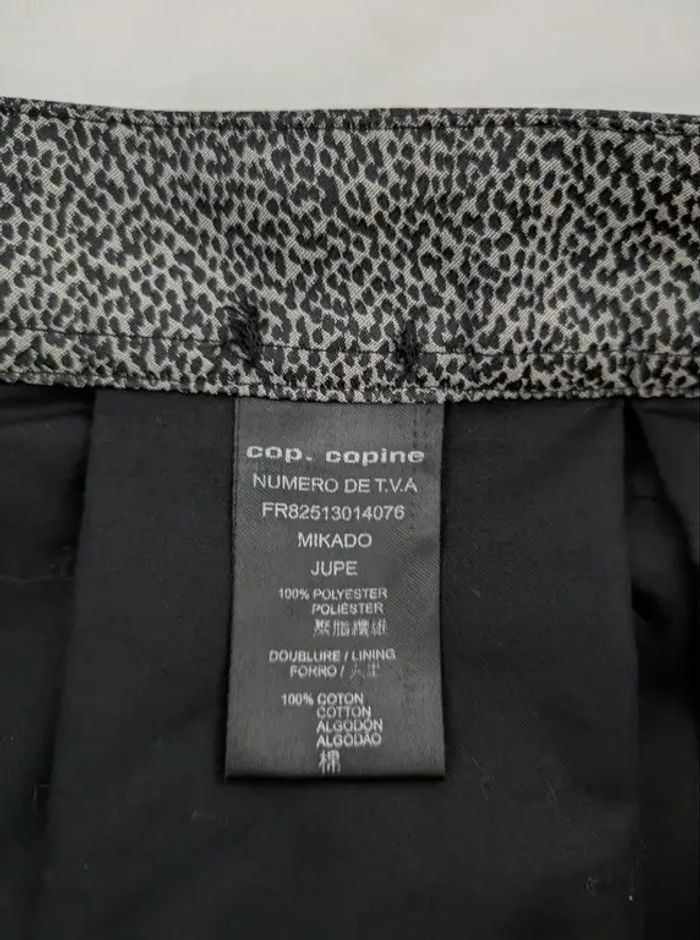 cop. copine
NUMERO DE T.V.A
FR82513014076
MIKADO
JUPE
100% POLYESTER
POLIÉSTER
聚脂纖維
DOUBLURE / LINING
FORRO /
100% COTON
COTTON
ALGODÓN
ALGODÃO
棉